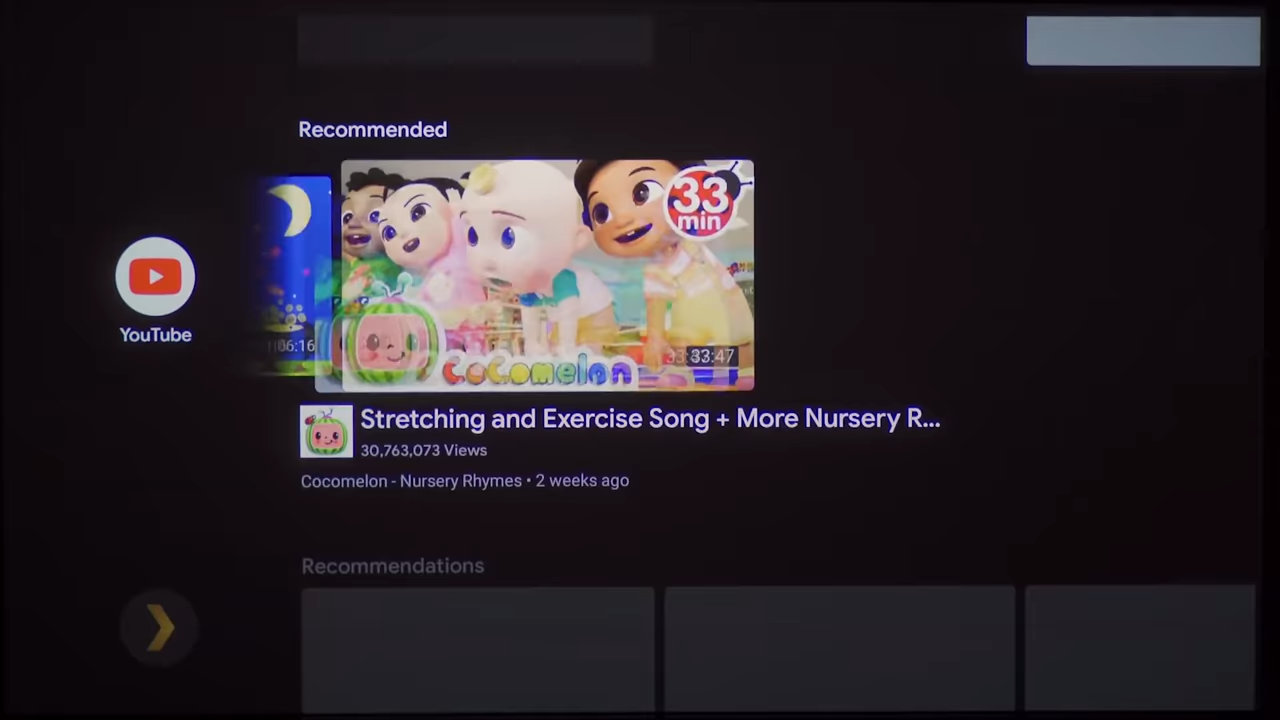 Recommended
33
min
06:16
33:47
CoComelon
YouTube
Stretching and Exercise Song + More Nursery R...
30,763,073 Views
Cocomelon - Nursery Rhymes • 2 weeks ago
Recommendations